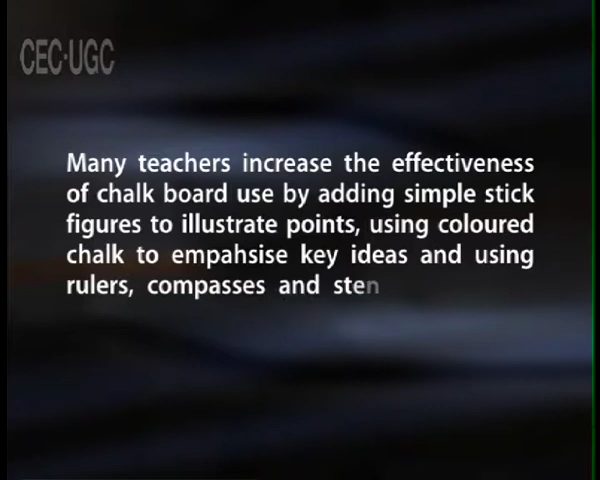 CEC-UGC
Many teachers increase the effectiveness
of chalk board use by adding simple stick
figures to illustrate points, using coloured
chalk to empahsise key ideas and using
rulers, compasses and sten